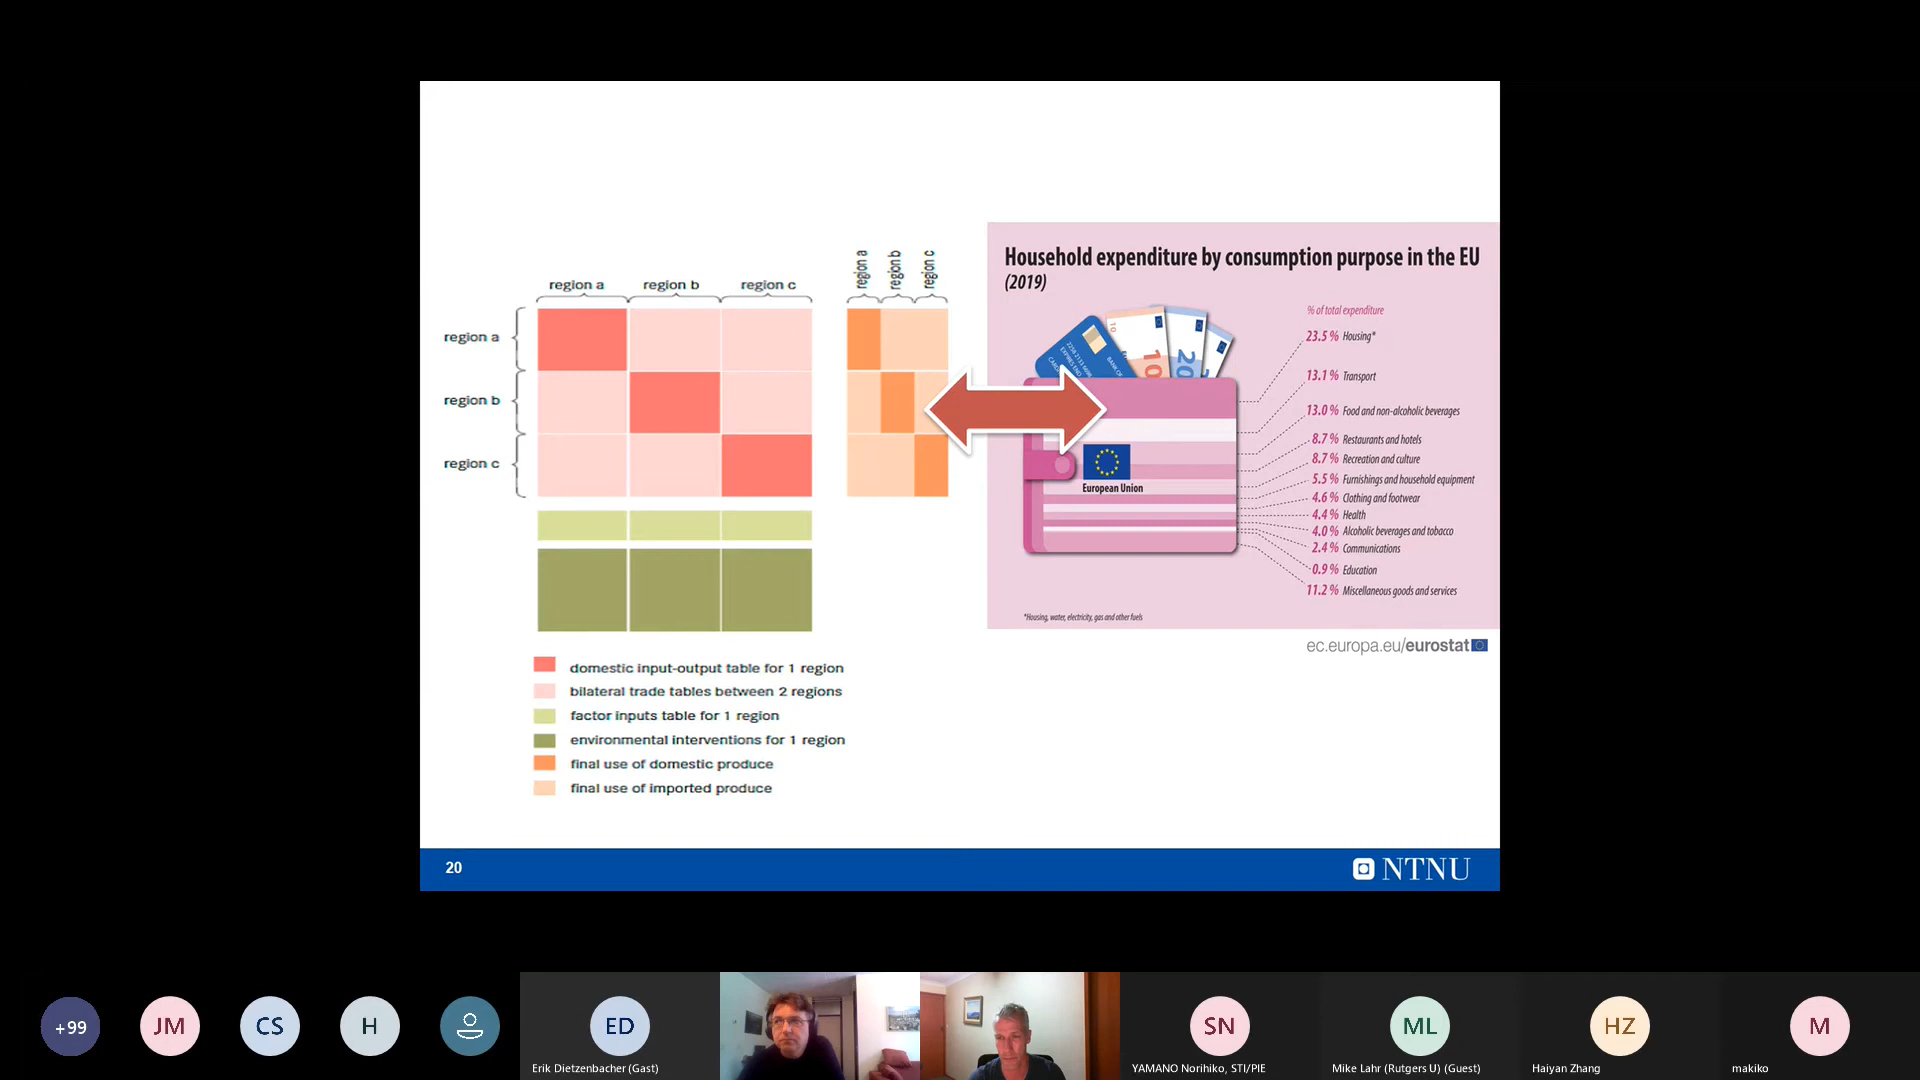 region a
region b
region c
region a
region b
region c
region a
region b
region c
domestic input-output table for 1 region
bilateral trade tables between 2 regions
factor inputs table for 1 region
environmental interventions for 1 region
final use of domestic produce
final use of imported produce
Household expenditure by consumption purpose in the EU
(2019)
% of total expenditure
23.5 % Housing*
13.1 % Transport
13.0 % Food and non-alcoholic beverages
8.7 % Restaurants and hotels
8.7 % Recreation and culture
5.5 % Furnishings and household equipment
4.6 % Clothing and footwear
4.4 % Health
4.0 % Alcoholic beverages and tobacco
2.4 % Communications
0.9 % Education
11.2 % Miscellaneous goods and services
10
20
European Union
*Housing, water, electricity, gas and other fuels
ec.europa.eu/eurostat
20
NTNU
+99
JM
CS
H
ED
Erik Dietzenbacher (Gast)
SN
YAMANO Norihiko, STI/PIE
ML
Mike Lahr (Rutgers U) (Guest)
HZ
Haiyan Zhang
M
makiko